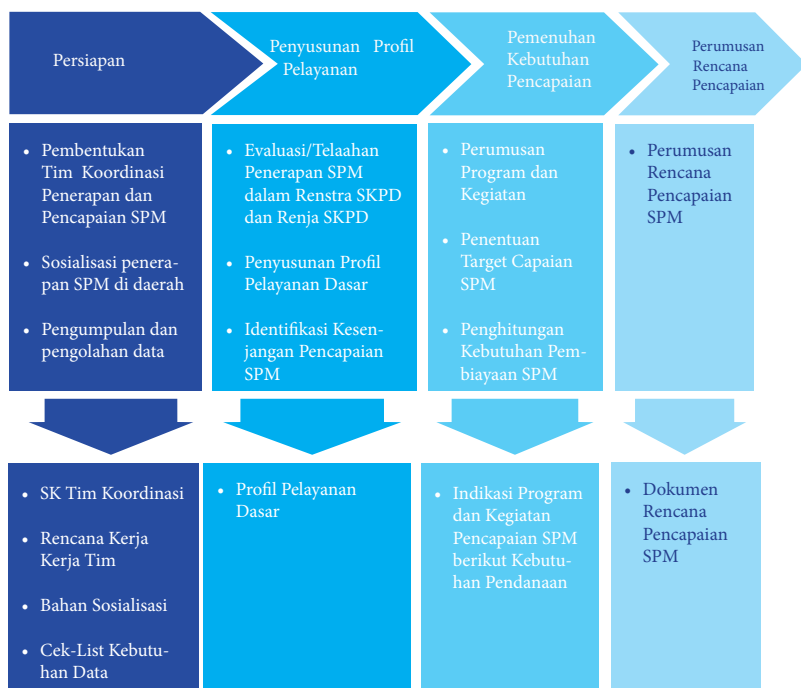 Persiapan
Penyusunan Profil
Pelayanan
Pemenuhan
Kebutuhan
Pencapaian
Perumusan
Rencana
Pencapaian
• Pembentukan
Tim Koordinasi
Penerapan dan
Pencapaian SPM
• Sosialisasi penera-
pan SPM di daerah
• Pengumpulan dan
pengolahan data
• Evaluasi/Telaahan
Penerapan SPM
dalam Renstra SKPD
dan Renja SKPD
• Penyusunan Profil
Pelayanan Dasar
• Identifikasi Kesen-
jangan Pencapaian
SPM
• Perumusan
Program dan
Kegiatan
• Penentuan
Target Capaian
SPM
• Penghitungan
Kebutuhan Pem-
biayaan SPM
• Perumusan
Rencana
Pencapaian
SPM
• SK Tim Koordinasi
• Rencana Kerja
Kerja Tim
• Bahan Sosialisasi
• Cek-List Kebutu-
han Data
• Profil Pelayanan
Dasar
• Indikasi Program
dan Kegiatan
Pencapaian SPM
berikut Kebutu-
han Pendanaan
• Dokumen
Rencana
Pencapaian
SPM